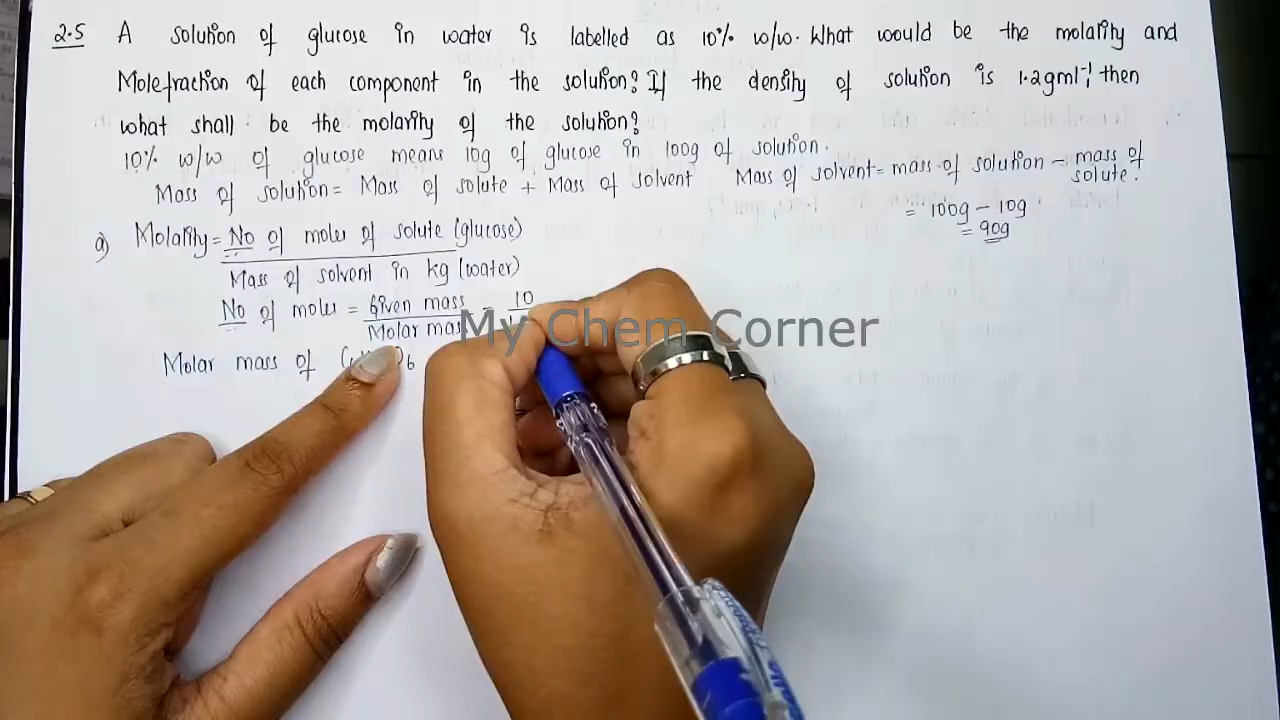 2.5 A solution of glucose in water is labelled as 10% w/w. What would be the molality and
Molefraction of each component in the solution? If the density of solution is 1.2gml⁻¹, then
what shall be the molarity of the solution?
10% w/w of glucose means 10g of glucose in 100g of solution.
Mass of solution = Mass of solute + Mass of solvent Mass of solvent = mass of solution - mass of solute.
= 100g - 10g
= 90g
a) Molality = No of moles of solute (glucose)
Mass of solvent in kg (water)
No of moles = Given mass = 10
Molar mas
Molar mass of
My Chem Corner